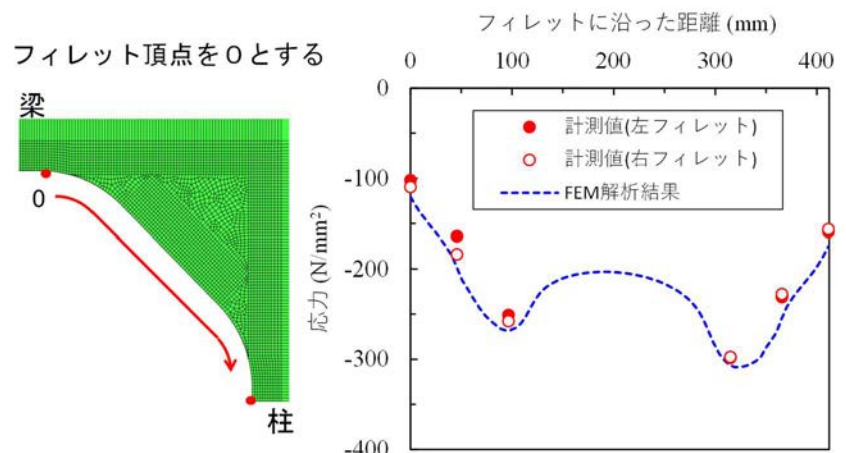 フィレット頂点を０とする
梁
0
柱
フィレットに沿った距離 (mm)
0 100 200 300 400
0
-100
-200
-300
-400
応力 (N/mm²)
計測値(左フィレット)
計測値(右フィレット)
FEM解析結果